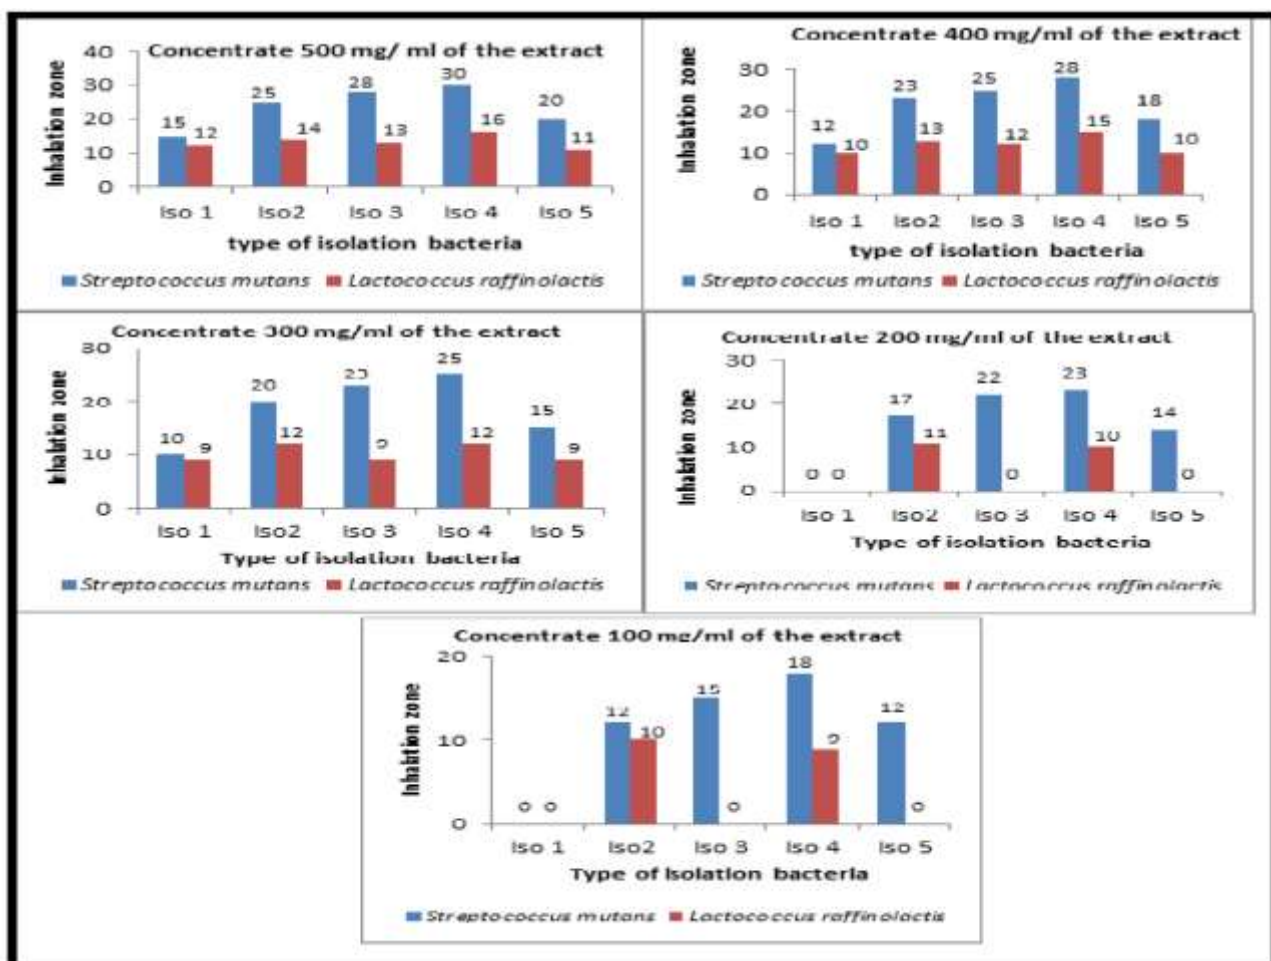 Concentrate 500 mg/ ml of the extract
Inhalation zone
40
30
20
10
0
15
12
25
14
28
13
30
16
20
11
Iso 1 Iso2 Iso 3 Iso 4 Iso 5
type of isolation bacteria
Streptococcus mutans Lactococcus raffinolactis
Concentrate 400 mg/ml of the extract
Inhalation zone
30
20
10
0
12
10
23
13
25
12
28
15
18
10
Iso 1 Iso2 Iso 3 Iso 4 Iso 5
type of isolation bacteria
Streptococcus mutans Lactococcus raffinolactis
Concentrate 300 mg/ml of the extract
Inhalation zone
30
20
10
0
10
9
20
12
23
9
25
12
15
9
Iso 1 Iso2 Iso 3 Iso 4 Iso 5
Type of isolation bacteria
Streptococcus mutans Lactococcus raffinolactis
Concentrate 200 mg/ml of the extract
Inhalation zone
30
20
10
0
0
0
17
11
22
0
23
10
14
0
Iso 1 Iso2 Iso 3 Iso 4 Iso 5
Type of isolation bacteria
Streptococcus mutans Lactococcus raffinolactis
Concentrate 100 mg/ml of the extract
Inhalation zone
20
10
0
0
0
12
10
15
0
18
9
12
0
Iso 1 Iso2 Iso 3 Iso 4 Iso 5
Type of isolation bacteria
Streptococcus mutans Lactococcus raffinolactis